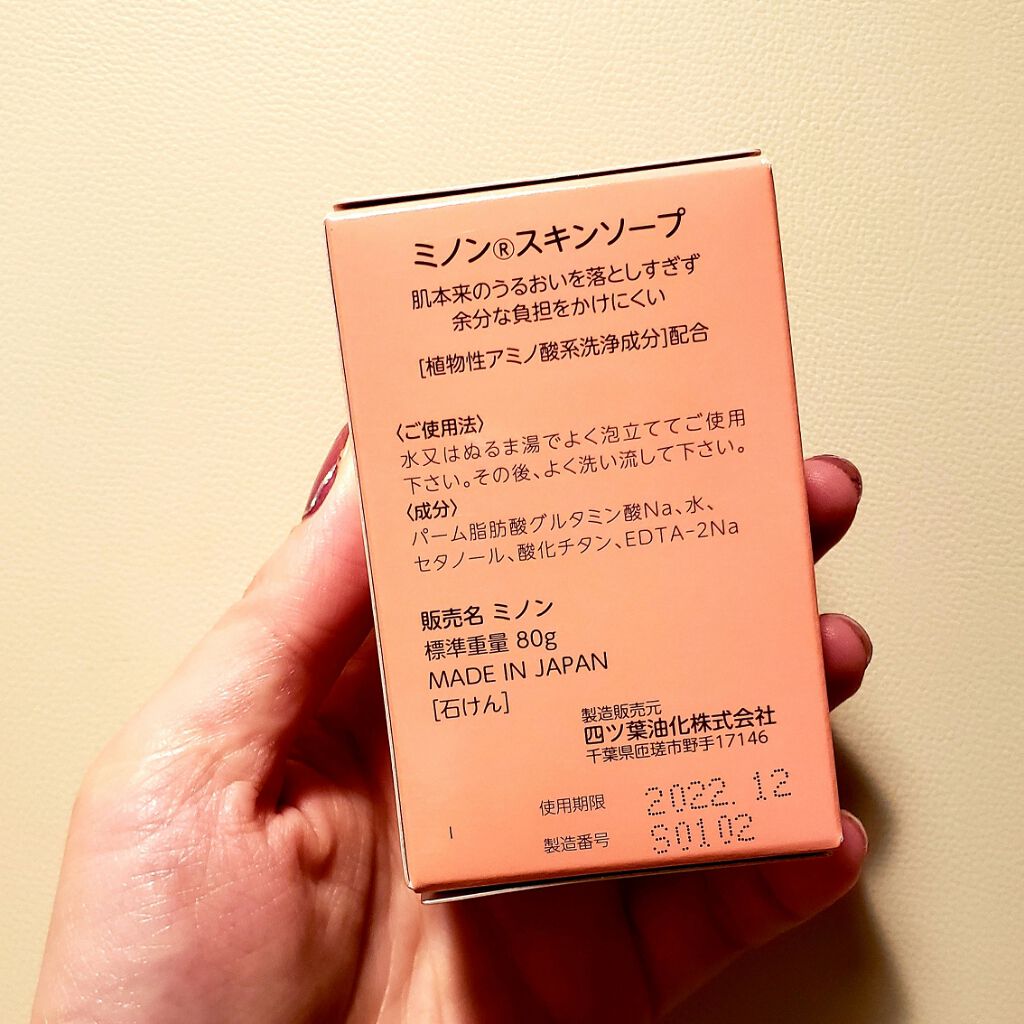 ミノン®スキンソープ
肌本来のうるおいを落としすぎず
余分な負担をかけにくい
[植物性アミノ酸系洗浄成分]配合
〈ご使用法〉
水又はぬるま湯でよく泡立ててご使用
下さい。その後、よく洗い流して下さい。
〈成分〉
パーム脂肪酸グルタミン酸Na、水、
セタノール、酸化チタン、EDTA-2Na
販売名 ミノン
標準重量 80g
MADE IN JAPAN
[石けん]
製造販売元
四ツ葉油化株式会社
千葉県匝瑳市野手17146
使用期限 2022.12
製造番号 S0102
I